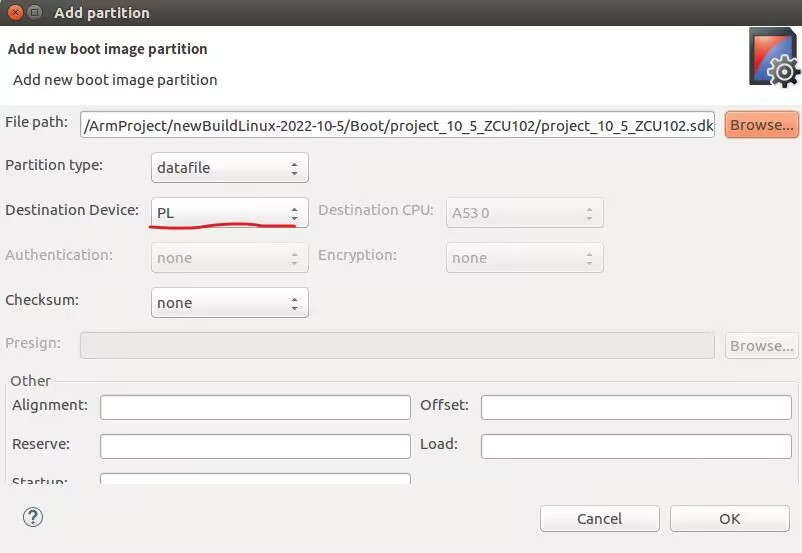 Add partition
Add new boot image partition
Add new boot image partition
File path: /ArmProject/newBuildLinux-2022-10-5/Boot/project_10_5_ZCU102/project_10_5_ZCU102.sdk Browse...
Partition type: datafile
Destination Device: PL Destination CPU: A53 0
Authentication: none Encryption: none
Checksum: none
Presign: Browse...
Other
Alignment: Offset:
Reserve: Load:
Startup:
? Cancel OK